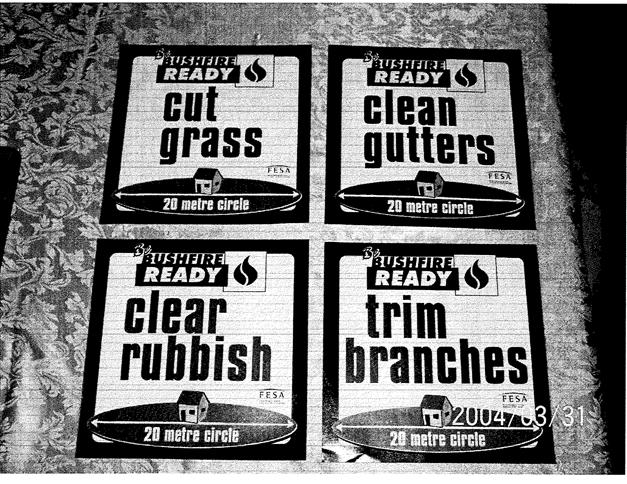 Be
BUSHFIRE
READY
cut
grass
FESA
20 metre circle
Be
BUSHFIRE
READY
clean
gutters
FESA
20 metre circle
Be
BUSHFIRE
READY
clear
rubbish
FESA
20 metre circle
Be
BUSHFIRE
READY
trim
branches
FESA
20 metre circle
2004/03/31